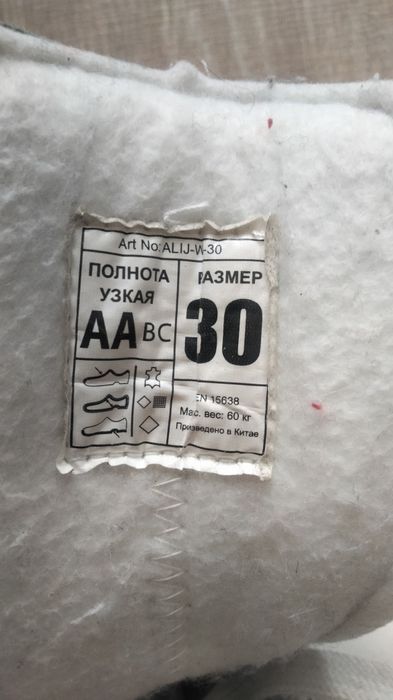 Art No:ALIJ-W-30
ПОЛНОТА
УЗКАЯ
AA BC
РАЗМЕР
30
EN 15638
Мас. вес: 60 кг
Призведено в Китае